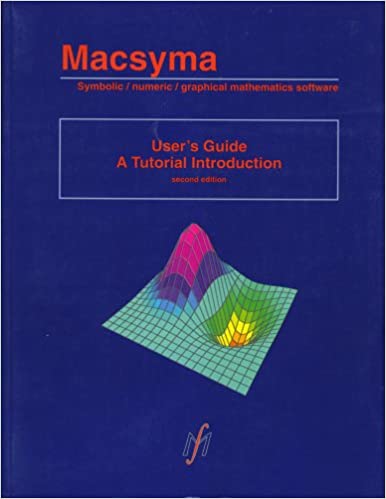 Macsyma
Symbolic / numeric / graphical mathematics software
User's Guide
A Tutorial Introduction
second edition